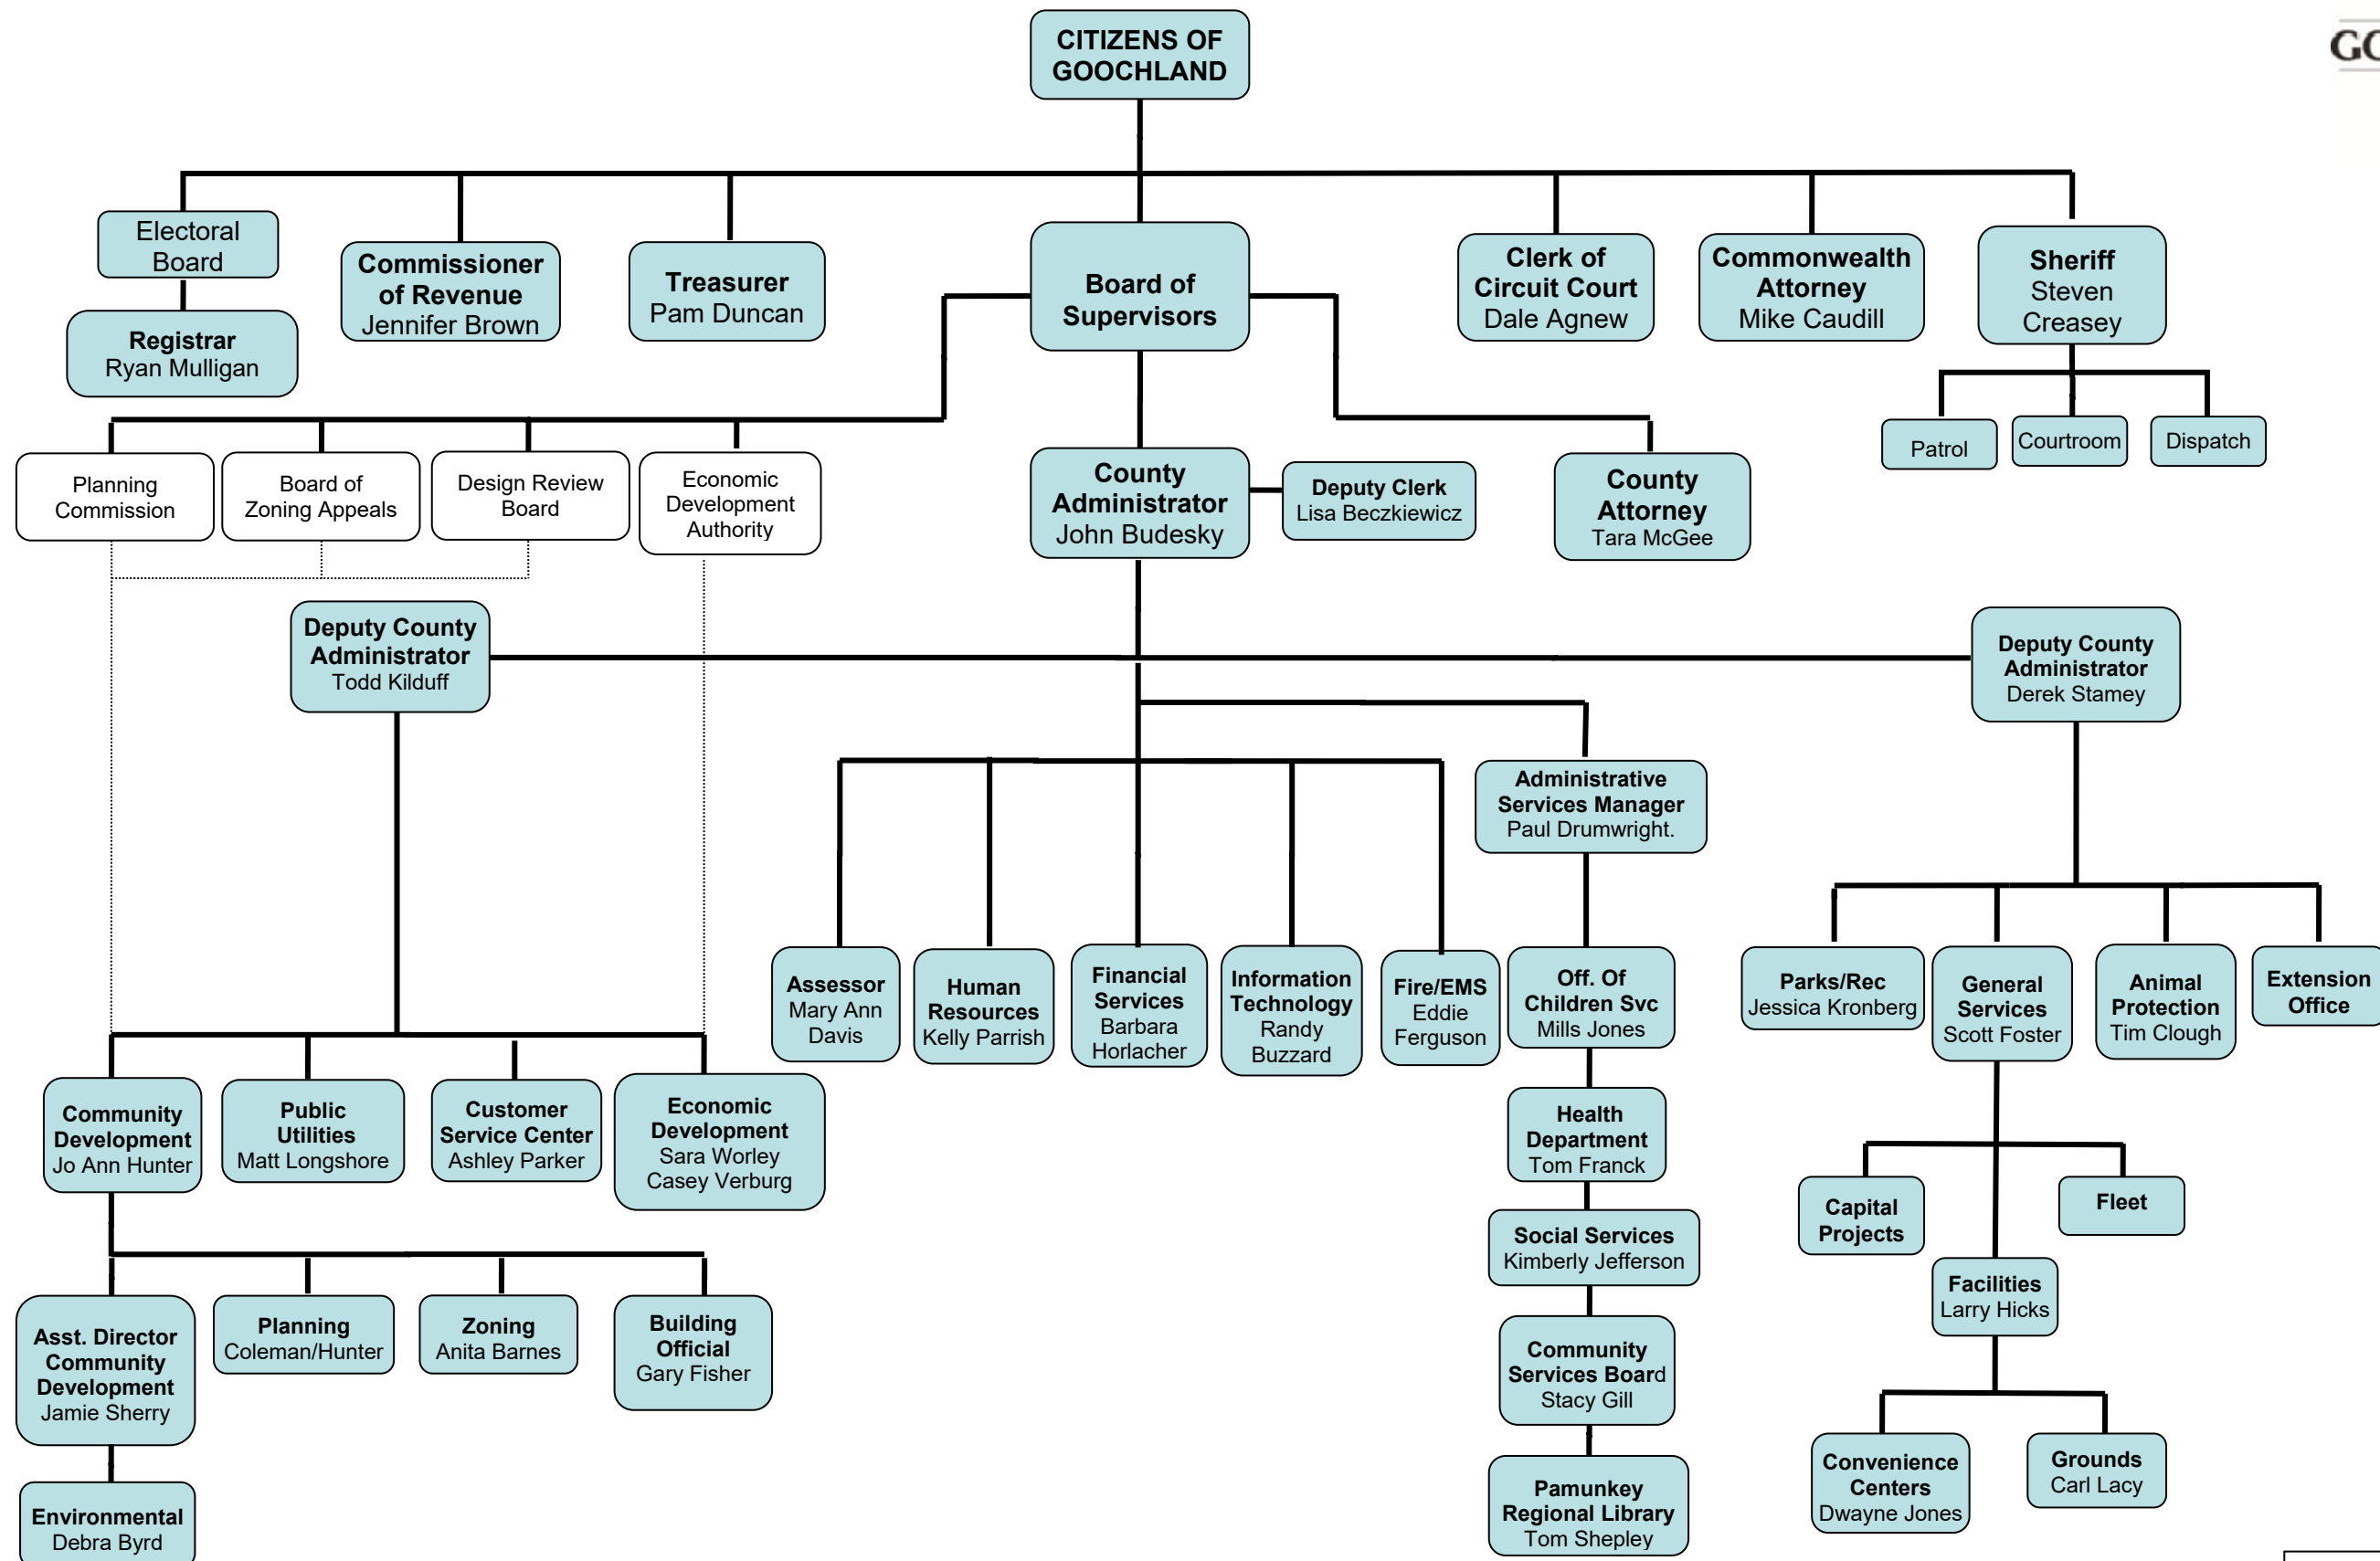 CITIZENS OF
GOOCHLAND
GO
Electoral
Board
Registrar
Ryan Mulligan
Commissioner
of Revenue
Jennifer Brown
Treasurer
Pam Duncan
Board of
Supervisors
Clerk of
Circuit Court
Dale Agnew
Commonwealth
Attorney
Mike Caudill
Sheriff
Steven
Creasey
Patrol
Courtroom
Dispatch
Planning
Commission
Board of
Zoning Appeals
Design Review
Board
Economic
Development
Authority
County
Administrator
John Budesky
Deputy Clerk
Lisa Beczkiewicz
County
Attorney
Tara McGee
Deputy County
Administrator
Todd Kilduff
Deputy County
Administrator
Derek Stamey
Administrative
Services Manager
Paul Drumwright.
Assessor
Mary Ann
Davis
Human
Resources
Kelly Parrish
Financial
Services
Barbara
Horlacher
Information
Technology
Randy
Buzzard
Fire/EMS
Eddie
Ferguson
Off. Of
Children Svc
Mills Jones
Parks/Rec
Jessica Kronberg
General
Services
Scott Foster
Animal
Protection
Tim Clough
Extension
Office
Community
Development
Jo Ann Hunter
Public
Utilities
Matt Longshore
Customer
Service Center
Ashley Parker
Economic
Development
Sara Worley
Casey Verburg
Health
Department
Tom Franck
Capital
Projects
Fleet
Social Services
Kimberly Jefferson
Facilities
Larry Hicks
Asst. Director
Community
Development
Jamie Sherry
Planning
Coleman/Hunter
Zoning
Anita Barnes
Building
Official
Gary Fisher
Community
Services Board
Stacy Gill
Convenience
Centers
Dwayne Jones
Grounds
Carl Lacy
Environmental
Debra Byrd
Pamunkey
Regional Library
Tom Shepley